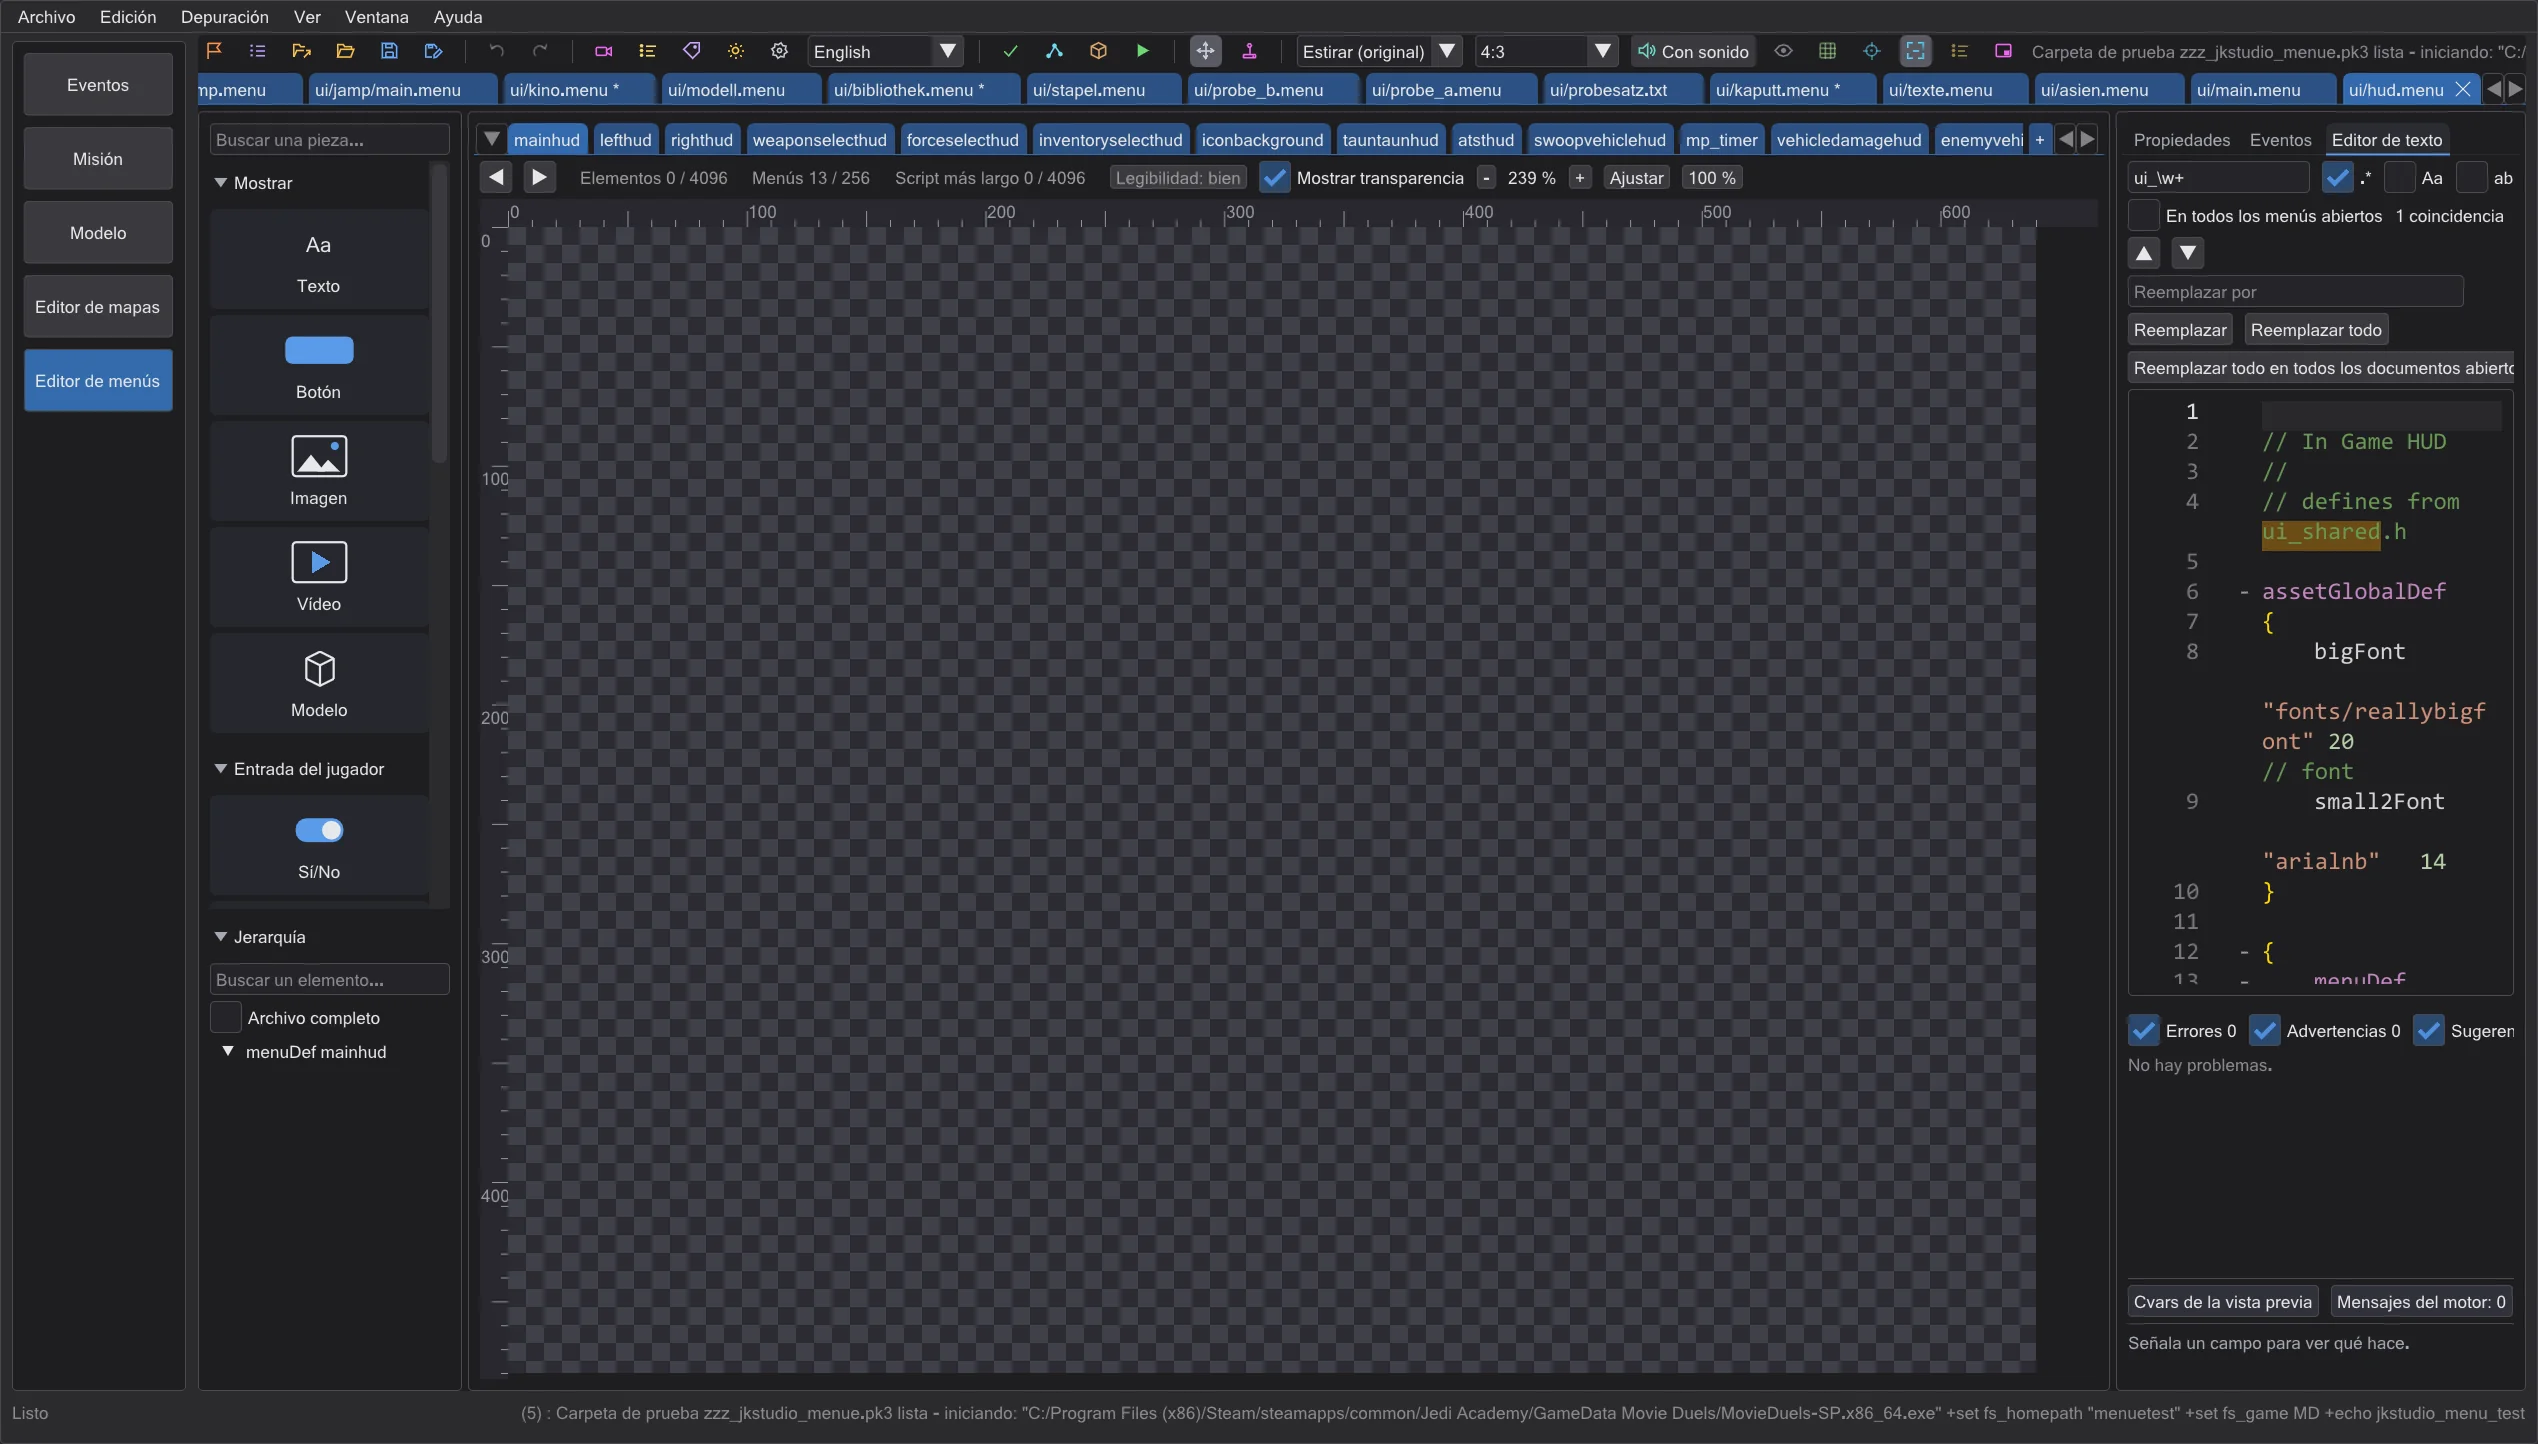 Archivo Edición Depuración Ver Ventana Ayuda
Eventos
Misión
Modelo
Editor de mapas
Editor de menús
English
Estirar (original)
4:3
Con sonido
Carpeta de prueba zzz_jkstudio_menue.pk3 lista - iniciando: "C:/
mp.menu
ui/jamp/main.menu
ui/kino.menu *
ui/modell.menu
ui/bibliothek.menu *
ui/stapel.menu
ui/probe_b.menu
ui/probe_a.menu
ui/probesatz.txt
ui/kaputt.menu *
ui/texte.menu
ui/asien.menu
ui/main.menu
ui/hud.menu
Buscar una pieza...
Mostrar
Aa
Texto
Botón
Imagen
Vídeo
Modelo
Entrada del jugador
Sí/No
Jerarquía
Buscar un elemento...
Archivo completo
menuDef mainhud
mainhud lefthud righthud weaponselecthud forceselecthud inventoryselecthud iconbackground tauntaunhud atsthud swoopvehiclehud mp_timer vehicledamagehud enemyvehi +
Elementos 0 / 4096 Menús 13 / 256 Script más largo 0 / 4096 Legibilidad: bien Mostrar transparencia - 239 % + Ajustar 100 %
0 100 200 300 400 500 600
0
100
200
300
400
Propiedades Eventos Editor de texto
ui_\w+ .* Aa ab
En todos los menús abiertos 1 coincidencia
Reemplazar por
Reemplazar Reemplazar todo
Reemplazar todo en todos los documentos abierto
1
2 // In Game HUD
3 //
4 // defines from
ui_shared.h
5
6 - assetGlobalDef
7 {
8 bigFont
"fonts/reallybigf
ont" 20
// font
9 small2Font
"arialnb" 14
10 }
11
12 - {
13 - menuDef
Errores 0 Advertencias 0 Sugeren
No hay problemas.
Cvars de la vista previa Mensajes del motor: 0
Señala un campo para ver qué hace.
Listo
(5) : Carpeta de prueba zzz_jkstudio_menue.pk3 lista - iniciando: "C:/Program Files (x86)/Steam/steamapps/common/Jedi Academy/GameData Movie Duels/MovieDuels-SP.x86_64.exe" +set fs_homepath "menuetest" +set fs_game MD +echo jkstudio_menu_test